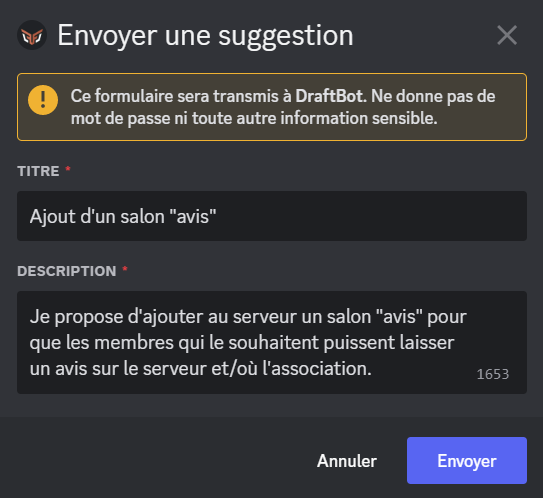 Envoyer une suggestion
Ce formulaire sera transmis à DraftBot. Ne donne pas de
mot de passe ni toute autre information sensible.
TITRE *
Ajout d'un salon "avis"
DESCRIPTION *
Je propose d'ajouter au serveur un salon "avis" pour
que les membres qui le souhaitent puissent laisser
un avis sur le serveur et/où l'association.
1653
Annuler
Envoyer